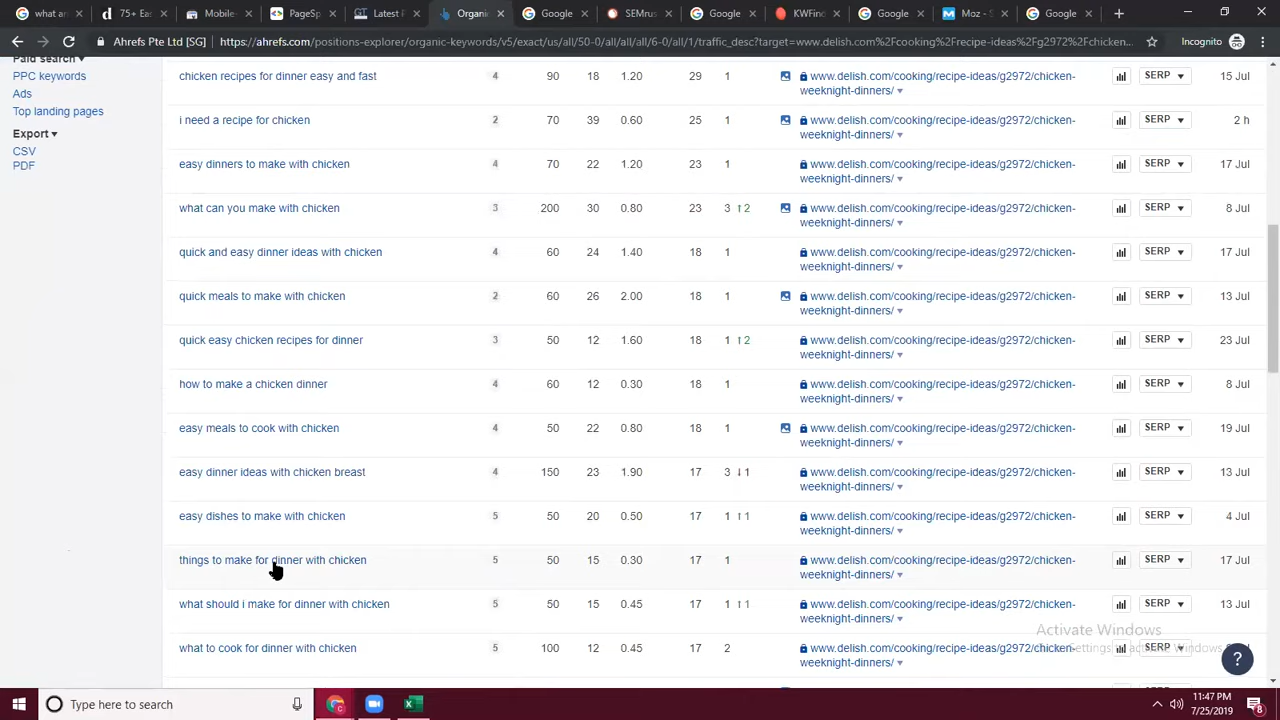 what an
75+ Ea
Mobile-
PageSp
Latest F
Organic
Google
SEMrus
Google
KWFind
Google
Moz - S
Google
Ahrefs Pte Ltd [SG] | https://ahrefs.com/positions-explorer/organic-keywords/v5/exact/us/all/50-0/all/all/all/6-0/all/1/traffic_desc?target=www.delish.com%2Fcooking%2Frecipe-ideas%2Fg2972%2Fchicken...
Incognito
Paid search
PPC keywords
Ads
Top landing pages
Export
CSV
PDF
chicken recipes for dinner easy and fast 4 90 18 1.20 29 1 www.delish.com/cooking/recipe-ideas/g2972/chicken- SERP 15 Jul
weeknight-dinners/
i need a recipe for chicken 2 70 39 0.60 25 1 www.delish.com/cooking/recipe-ideas/g2972/chicken- SERP 2 h
weeknight-dinners/
easy dinners to make with chicken 4 70 22 1.20 23 1 www.delish.com/cooking/recipe-ideas/g2972/chicken- SERP 17 Jul
weeknight-dinners/
what can you make with chicken 3 200 30 0.80 23 3 ↑2 www.delish.com/cooking/recipe-ideas/g2972/chicken- SERP 8 Jul
weeknight-dinners/
quick and easy dinner ideas with chicken 4 60 24 1.40 18 1 www.delish.com/cooking/recipe-ideas/g2972/chicken- SERP 17 Jul
weeknight-dinners/
quick meals to make with chicken 2 60 26 2.00 18 1 www.delish.com/cooking/recipe-ideas/g2972/chicken- SERP 13 Jul
weeknight-dinners/
quick easy chicken recipes for dinner 3 50 12 1.60 18 1 ↑2 www.delish.com/cooking/recipe-ideas/g2972/chicken- SERP 23 Jul
weeknight-dinners/
how to make a chicken dinner 4 60 12 0.30 18 1 www.delish.com/cooking/recipe-ideas/g2972/chicken- SERP 8 Jul
weeknight-dinners/
easy meals to cook with chicken 4 50 22 0.80 18 1 www.delish.com/cooking/recipe-ideas/g2972/chicken- SERP 19 Jul
weeknight-dinners/
easy dinner ideas with chicken breast 4 150 23 1.90 17 3 ↓1 www.delish.com/cooking/recipe-ideas/g2972/chicken- SERP 13 Jul
weeknight-dinners/
easy dishes to make with chicken 5 50 20 0.50 17 1 ↑1 www.delish.com/cooking/recipe-ideas/g2972/chicken- SERP 4 Jul
weeknight-dinners/
things to make for dinner with chicken 5 50 15 0.30 17 1 www.delish.com/cooking/recipe-ideas/g2972/chicken- SERP 17 Jul
weeknight-dinners/
what should i make for dinner with chicken 5 50 15 0.45 17 1 ↑1 www.delish.com/cooking/recipe-ideas/g2972/chicken- SERP 13 Jul
weeknight-dinners/
Activate Windows
what to cook for dinner with chicken 5 100 12 0.45 17 2 www.delish.com/cooking/recipe-ideas/g2972/chicken- SERP
weeknight-dinners/
?
Type here to search
11:47 PM
7/25/2019
8